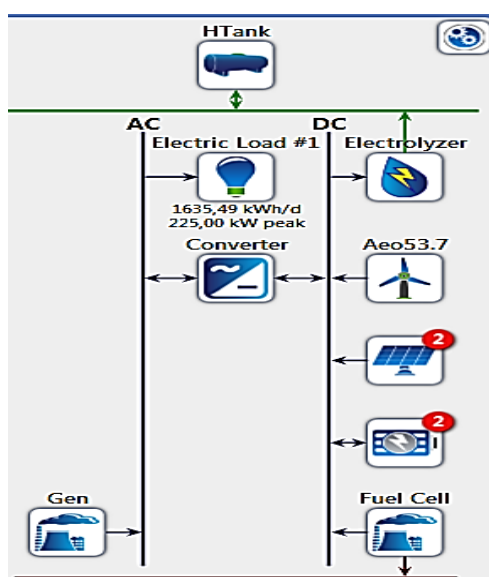 HTank
AC DC
Electric Load #1 Electrolyzer
1635,49 kWh/d
225,00 kW peak
Converter Aeo53.7
2
2
Gen Fuel Cell